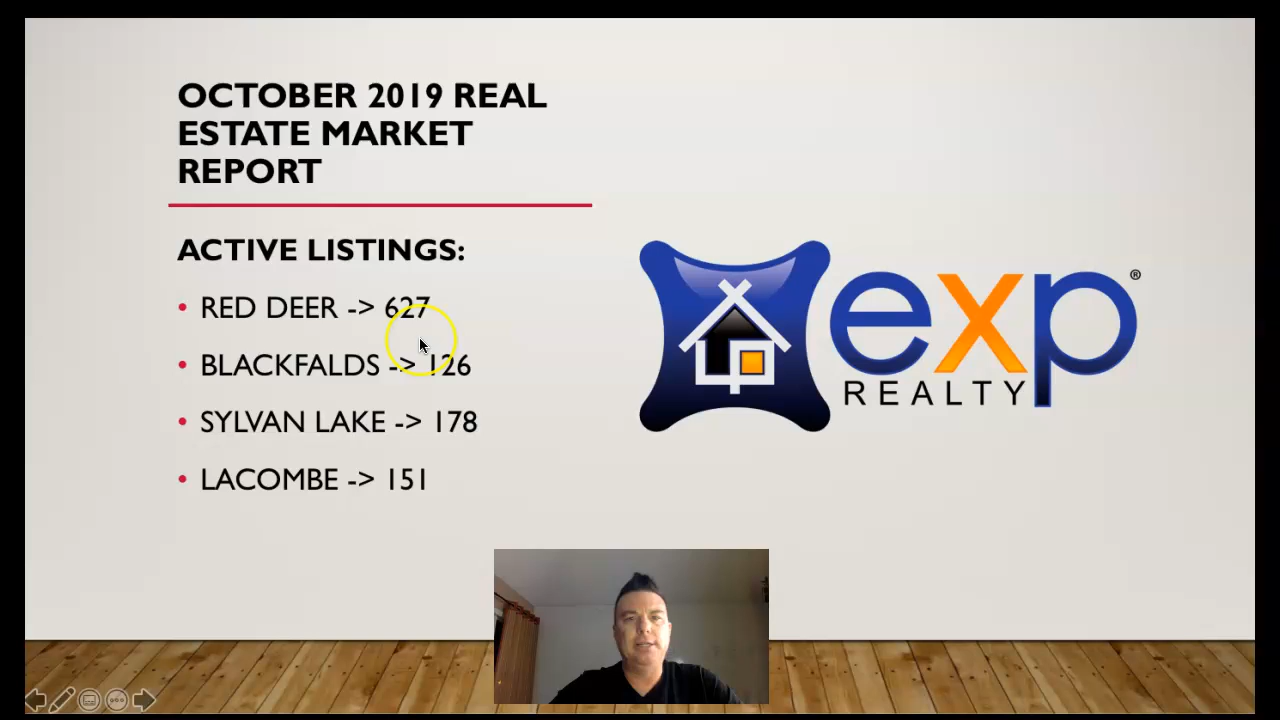 OCTOBER 2019 REAL
ESTATE MARKET
REPORT
ACTIVE LISTINGS:
• RED DEER -> 627
• BLACKFALDS -> 126
• SYLVAN LAKE -> 178
• LACOMBE -> 151
exp®
REALTY